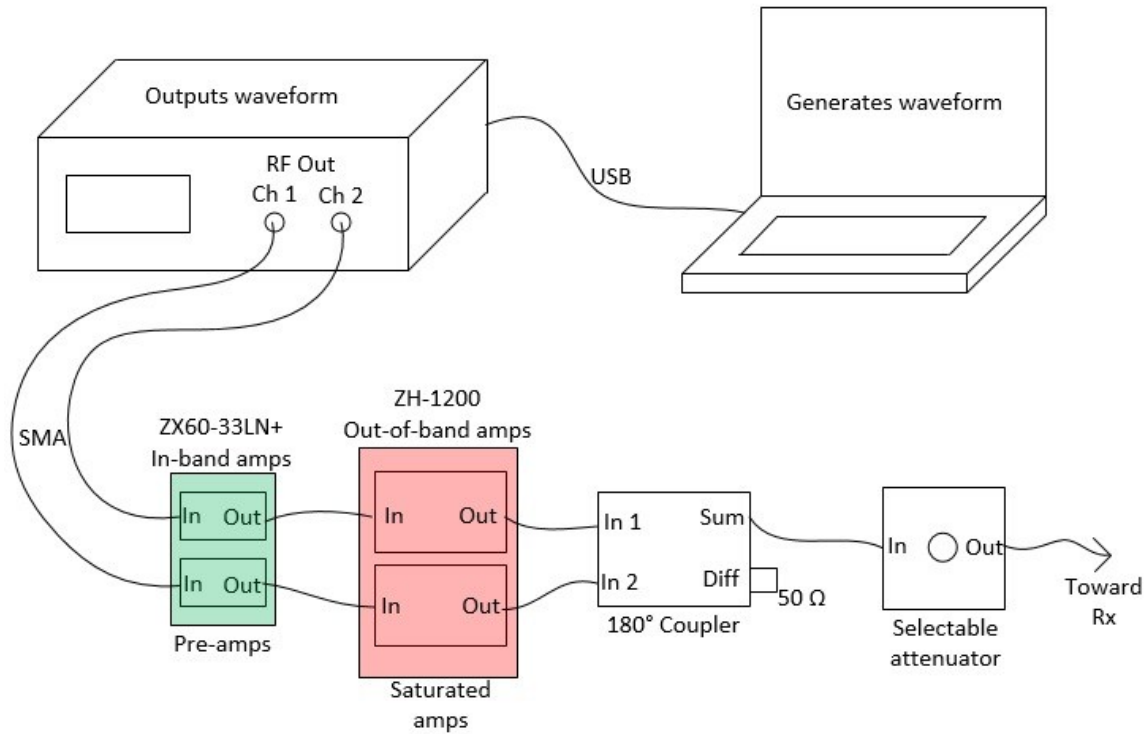 Outputs waveform
Generates waveform
RF Out
Ch 1
Ch 2
USB
SMA
ZX60-33LN+
In-band amps
In
Out
In
Out
Pre-amps
ZH-1200
Out-of-band amps
In
Out
In
Out
Saturated
amps
In 1
Sum
In 2
Diff
50 Ω
180° Coupler
In
Out
Selectable
attenuator
Toward
Rx